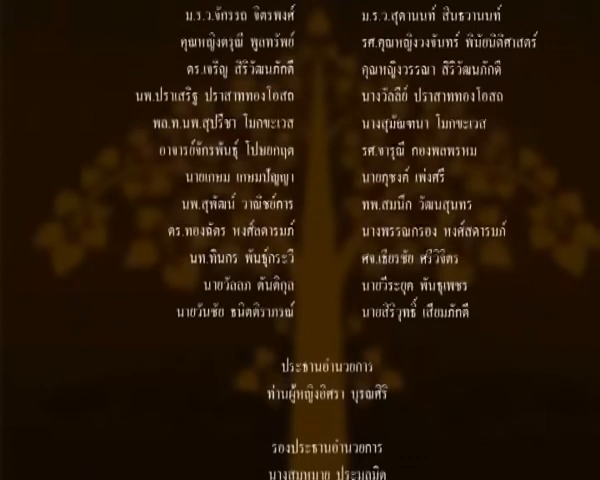 ม.ร.ว.จักรรถ จิตรพงศ์ ม.ร.ว.สุดานนท์ สินธวานนท์
คุณหญิงดรุณี พูลทรัพย์ รศ.คุณหญิงวงจันทร์ พินัยนิติศาสตร์
ดร.เจริญ สิริวัฒนภักดี คุณหญิงวรรณา สิริวัฒนภักดี
นพ.ปราเสริฐ ปราสาททองโอสถ นางวัลลีย์ ปราสาททองโอสถ
พล.ท.นพ.สุปรีชา โมกขะเวส นางสุมัณฑนา โมกขะเวส
อาจารย์จักรพันธุ์ โปษยกฤต รศ.จารุณี กองพลพรหม
นายเกษม เกษมปัญญา นายภุชงค์ เพ่งศรี
นพ.สุพัฒน์ วาณิชย์การ ทพ.สมนึก วัฒนสุนทร
ดร.ทองฉัตร หงศ์ลดารมภ์ นางพรรณกรอง หงศ์ลดารมภ์
นท.ทินกร พันธุ์กระวี ศจ.เธียรชัย ศรีวิจิตร
นายวัลลภ ตันติกุล นายวีระยุค พันธุเพชร
นายวันชัย ธนิตติราภรณ์ นายสิริวุทธิ์ เสียมภักดี
ประธานอำนวยการ
ท่านผู้หญิงอิศรา บุรณศิริ
รองประธานอำนวยการ
นางสมหมาย